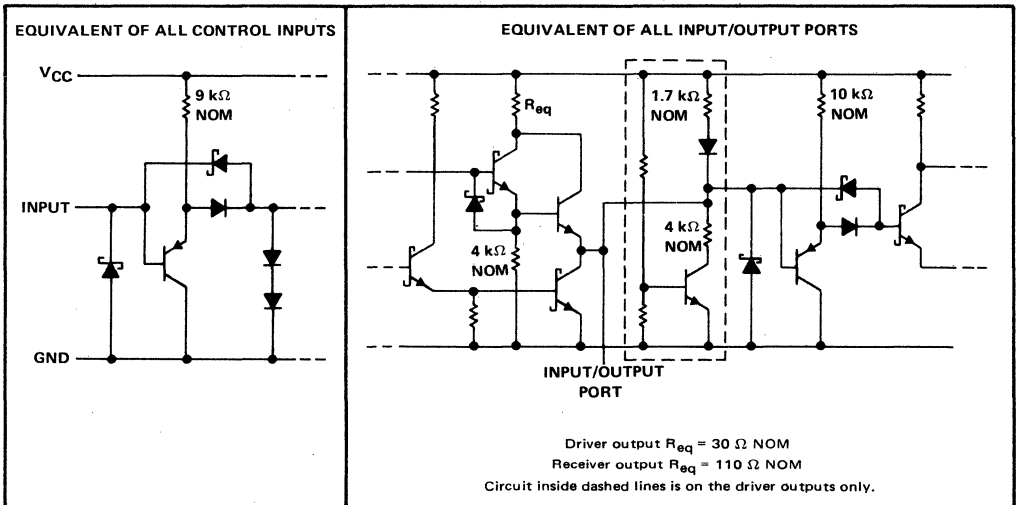 EQUIVALENT OF ALL CONTROL INPUTS
VCC
9 kΩ
NOM
INPUT
GND
EQUIVALENT OF ALL INPUT/OUTPUT PORTS
Req
4 kΩ
NOM
1.7 kΩ
NOM
4 kΩ
NOM
10 kΩ
NOM
INPUT/OUTPUT
PORT
Driver output Req = 30 Ω NOM
Receiver output Req = 110 Ω NOM
Circuit inside dashed lines is on the driver outputs only.